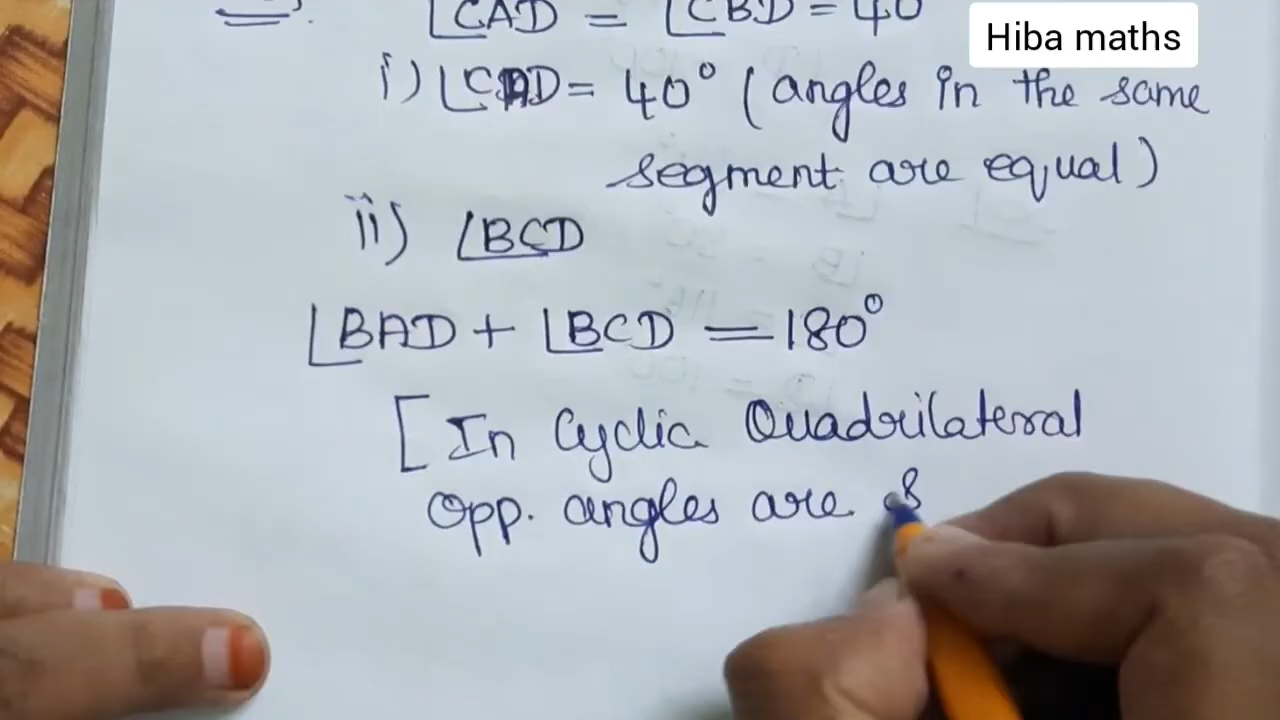 ∠CAD = ∠CBD = 40
Hiba maths
i) ∠CAD = 40° (angles in the same
segment are equal)
ii) ∠BCD
∠BAD + ∠BCD = 180°
[In Cyclic Quadrilateral
Opp. angles are s